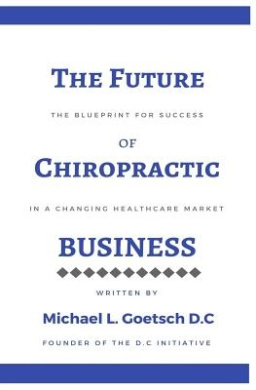 The Future
THE BLUEPRINT FOR SUCCESS
OF
Chiropractic
IN A CHANGING HEALTHCARE MARKET
BUSINESS
WRITTEN BY
Michael L. Goetsch D.C
FOUNDER OF THE D.C INITIATIVE